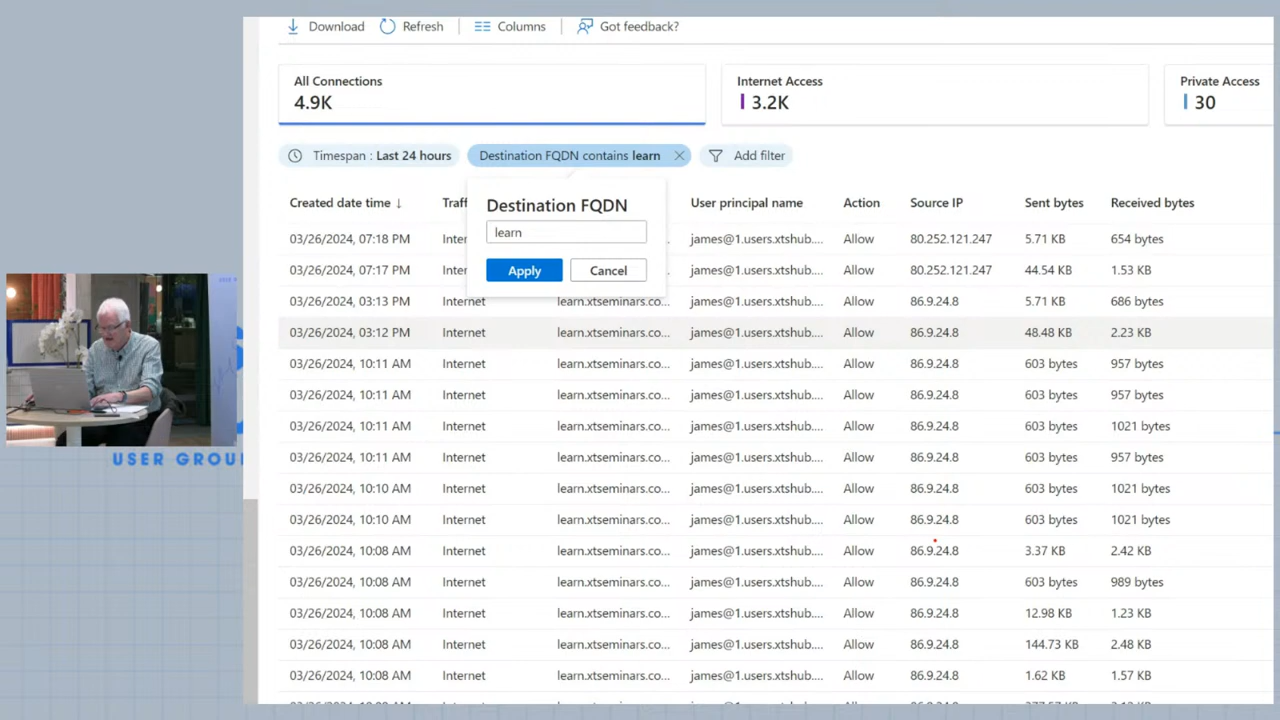 Download Refresh Columns Got feedback?
All Connections Internet Access Private Access
4.9K 3.2K 30
Timespan : Last 24 hours Destination FQDN contains learn Add filter
Created date time ↓ Traff User principal name Action Source IP Sent bytes Received bytes
Destination FQDN
learn
Apply Cancel
03/26/2024, 07:18 PM Inter james@1.users.xtshub.... Allow 80.252.121.247 5.71 KB 654 bytes
03/26/2024, 07:17 PM Inter james@1.users.xtshub.... Allow 80.252.121.247 44.54 KB 1.53 KB
03/26/2024, 03:13 PM Internet learn.xtseminars.co... james@1.users.xtshub.... Allow 86.9.24.8 5.71 KB 686 bytes
03/26/2024, 03:12 PM Internet learn.xtseminars.co... james@1.users.xtshub.... Allow 86.9.24.8 48.48 KB 2.23 KB
03/26/2024, 10:11 AM Internet learn.xtseminars.co... james@1.users.xtshub.... Allow 86.9.24.8 603 bytes 957 bytes
03/26/2024, 10:11 AM Internet learn.xtseminars.co... james@1.users.xtshub.... Allow 86.9.24.8 603 bytes 957 bytes
03/26/2024, 10:11 AM Internet learn.xtseminars.co... james@1.users.xtshub.... Allow 86.9.24.8 603 bytes 1021 bytes
03/26/2024, 10:11 AM Internet learn.xtseminars.co... james@1.users.xtshub.... Allow 86.9.24.8 603 bytes 957 bytes
03/26/2024, 10:10 AM Internet learn.xtseminars.co... james@1.users.xtshub.... Allow 86.9.24.8 603 bytes 1021 bytes
03/26/2024, 10:10 AM Internet learn.xtseminars.co... james@1.users.xtshub.... Allow 86.9.24.8 603 bytes 1021 bytes
03/26/2024, 10:08 AM Internet learn.xtseminars.co... james@1.users.xtshub.... Allow 86.9.24.8 3.37 KB 2.42 KB
03/26/2024, 10:08 AM Internet learn.xtseminars.co... james@1.users.xtshub.... Allow 86.9.24.8 603 bytes 989 bytes
03/26/2024, 10:08 AM Internet learn.xtseminars.co... james@1.users.xtshub.... Allow 86.9.24.8 12.98 KB 1.23 KB
03/26/2024, 10:08 AM Internet learn.xtseminars.co... james@1.users.xtshub.... Allow 86.9.24.8 144.73 KB 2.48 KB
03/26/2024, 10:08 AM Internet learn.xtseminars.co... james@1.users.xtshub.... Allow 86.9.24.8 1.62 KB 1.57 KB
USER GROU